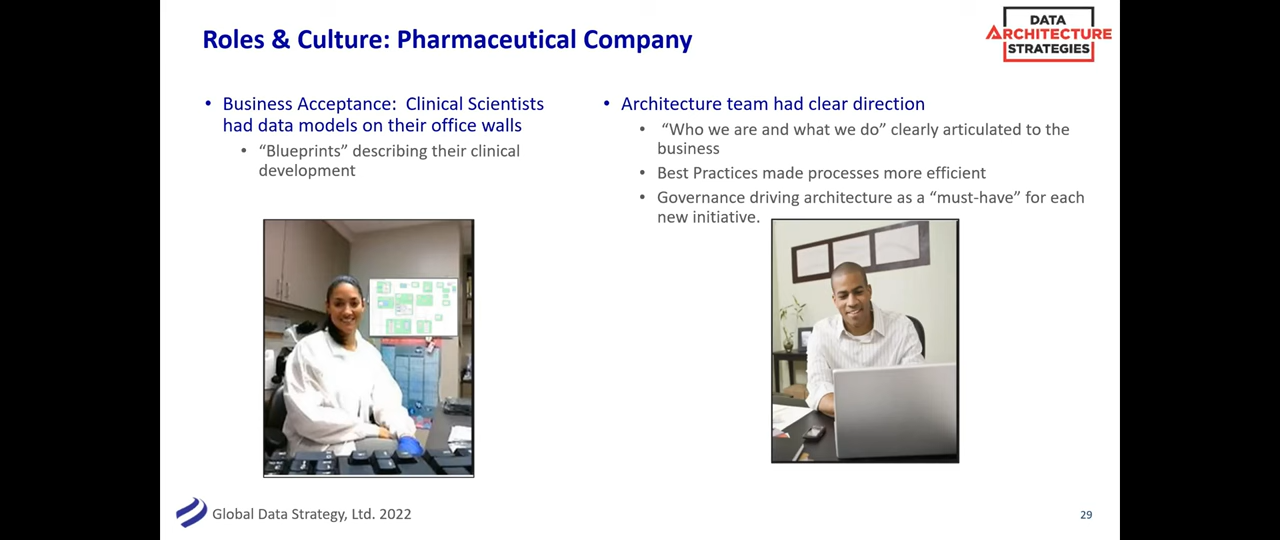 Roles & Culture: Pharmaceutical Company
DATA
ARCHITECTURE
STRATEGIES
• Business Acceptance: Clinical Scientists
had data models on their office walls
• “Blueprints” describing their clinical
development
• Architecture team had clear direction
• “Who we are and what we do” clearly articulated to the
business
• Best Practices made processes more efficient
• Governance driving architecture as a “must-have” for each
new initiative.
Global Data Strategy, Ltd. 2022
29